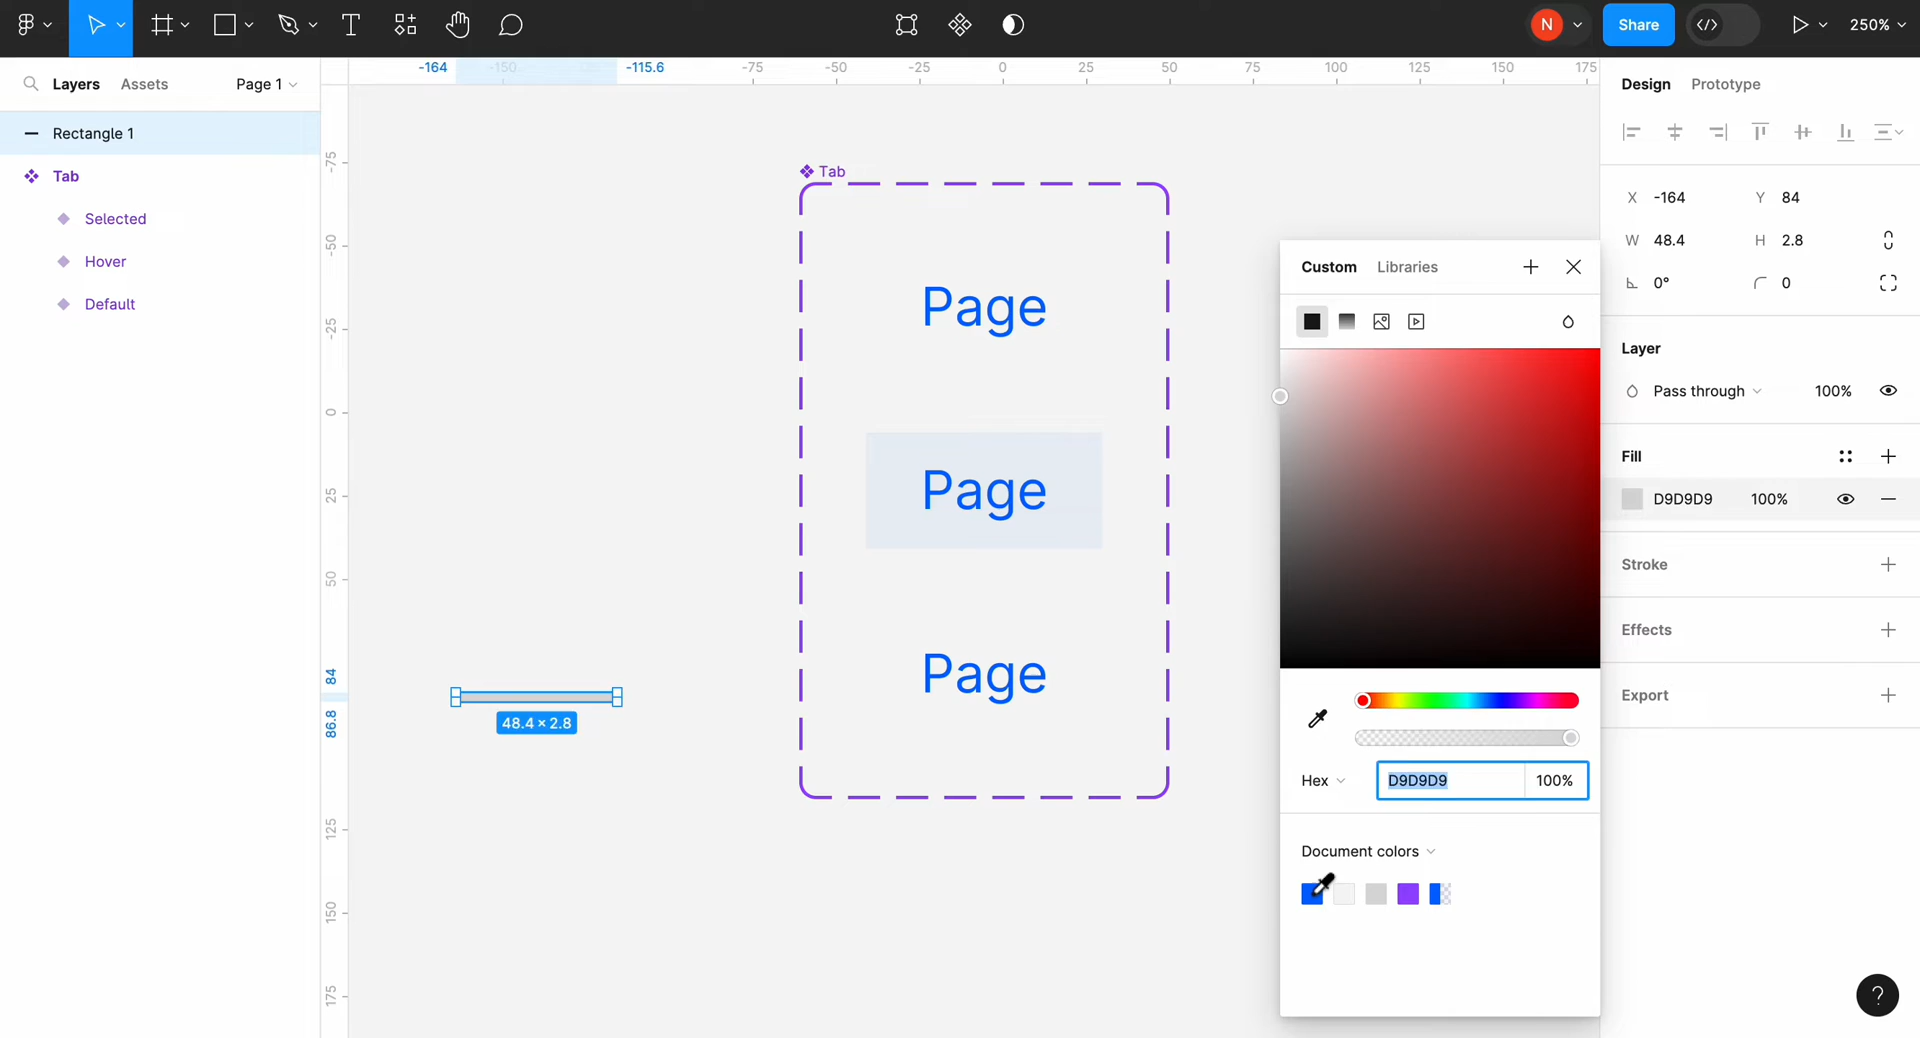 N
Share
250%
Layers
Assets
Page 1
-164
-150
-115.6
-75
-50
-25
0
25
50
75
100
125
150
175
Design
Prototype
Rectangle 1
Tab
Selected
Hover
Default
-75
-50
-25
0
25
50
84
86.8
125
150
175
Tab
Page
Page
Page
48.4 × 2.8
Custom
Libraries
Hex
D9D9D9
100%
Document colors
X
-164
Y
84
W
48.4
H
2.8
0°
0
Layer
Pass through
100%
Fill
D9D9D9
100%
Stroke
Effects
Export
?